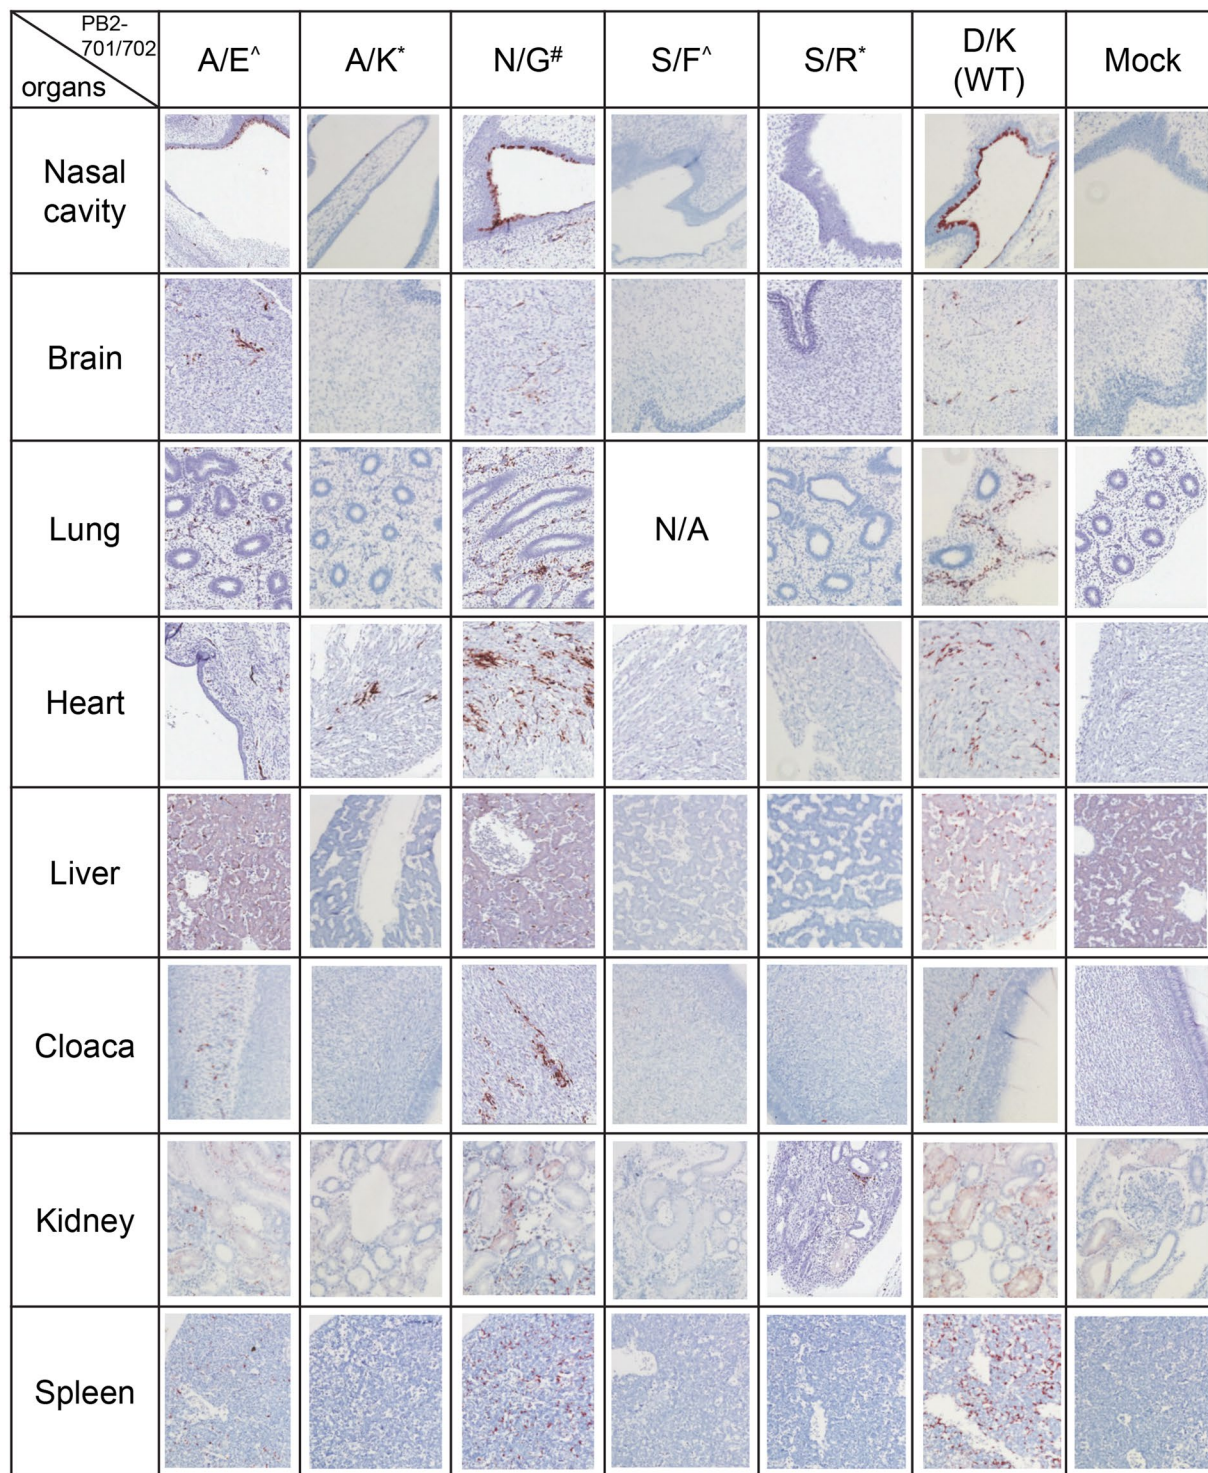 PB2-
701/702
organs
A/E^
A/K*
N/G#
S/F^
S/R*
D/K
(WT)
Mock
Nasal
cavity
Brain
Lung
N/A
Heart
Liver
Cloaca
Kidney
Spleen